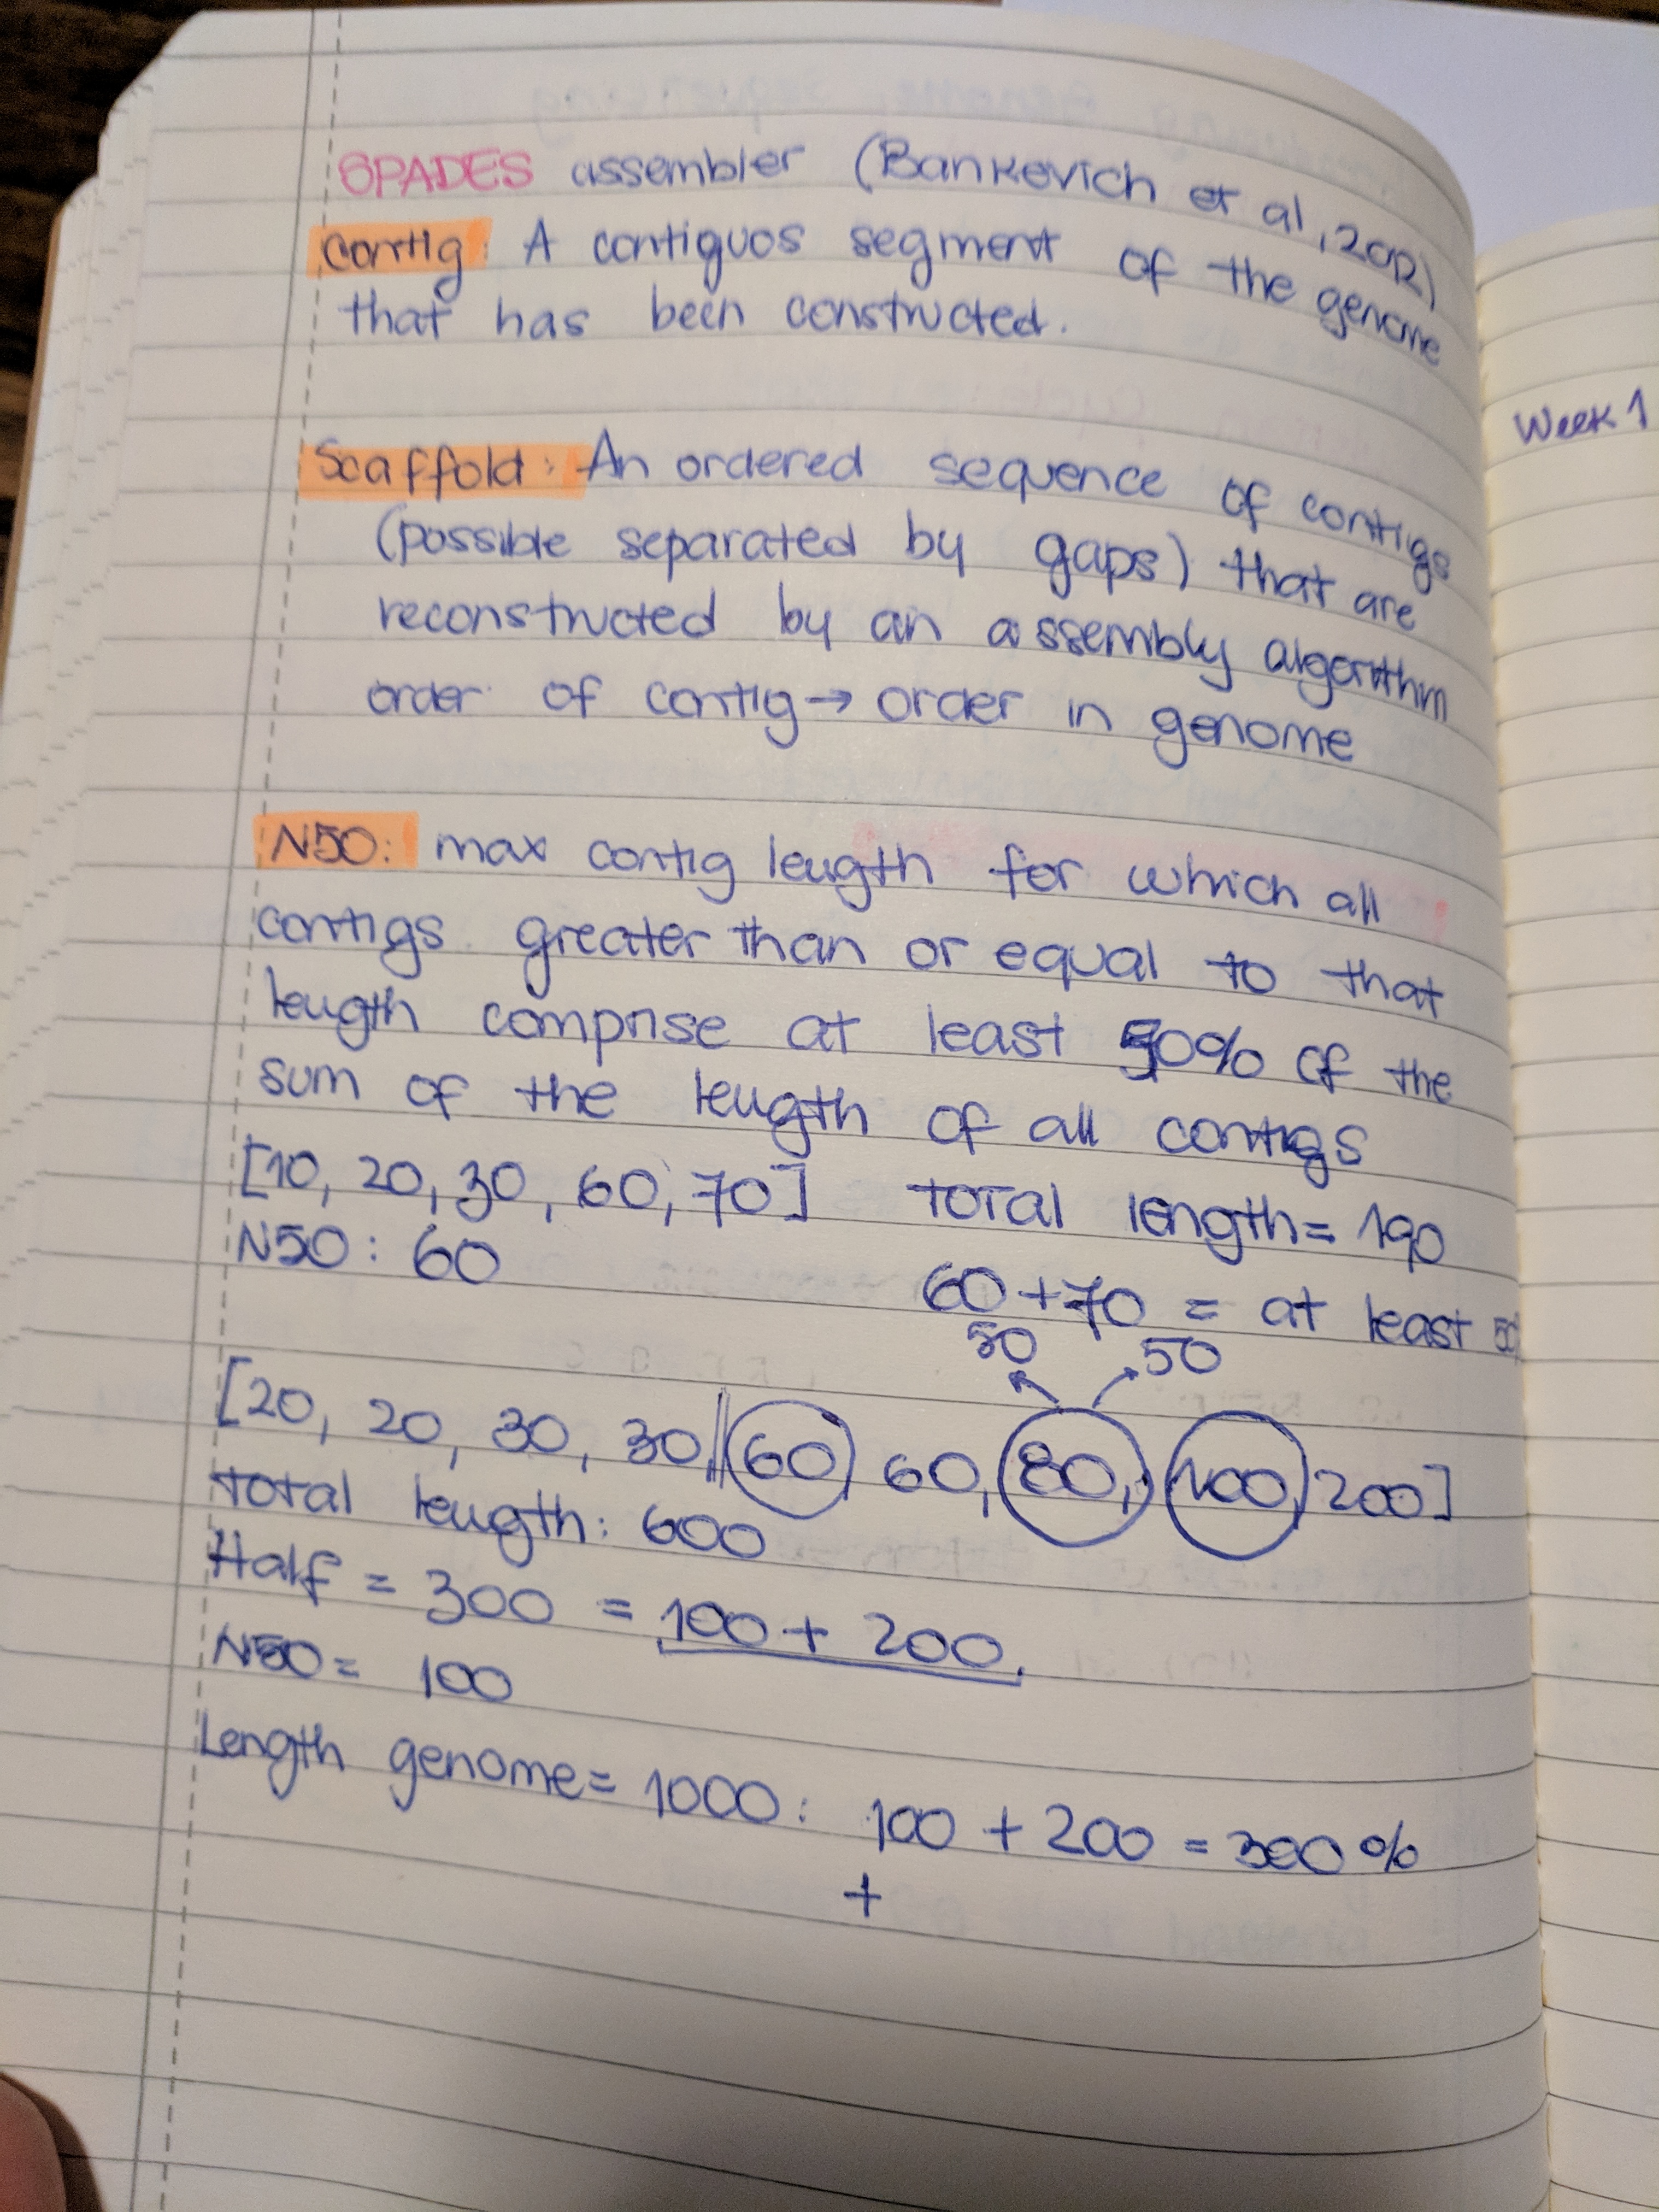 SPADES assembler (Bankevich et al, 2012)
contig: A contiguos segment of the genome
that has been constructed.
Scaffold: An ordered sequence of contigs
(possible separated by gaps) that are
reconstructed by an assembly algorithm
order of contig → order in genome
N50: max contig length for which all
contigs greater than or equal to that
length comprise at least 50% of the
sum of the length of all contigs
[10, 20, 30, 60, 70] Total length = 190
N50: 60
60 + 70 = at least 50
50 50
[20, 20, 30, 30, 60, 60, 80, 100, 200]
total length: 600
Half = 300 = 100 + 200.
N50 = 100
Length genome = 1000: 100 + 200 = 300 %
+
Week 1